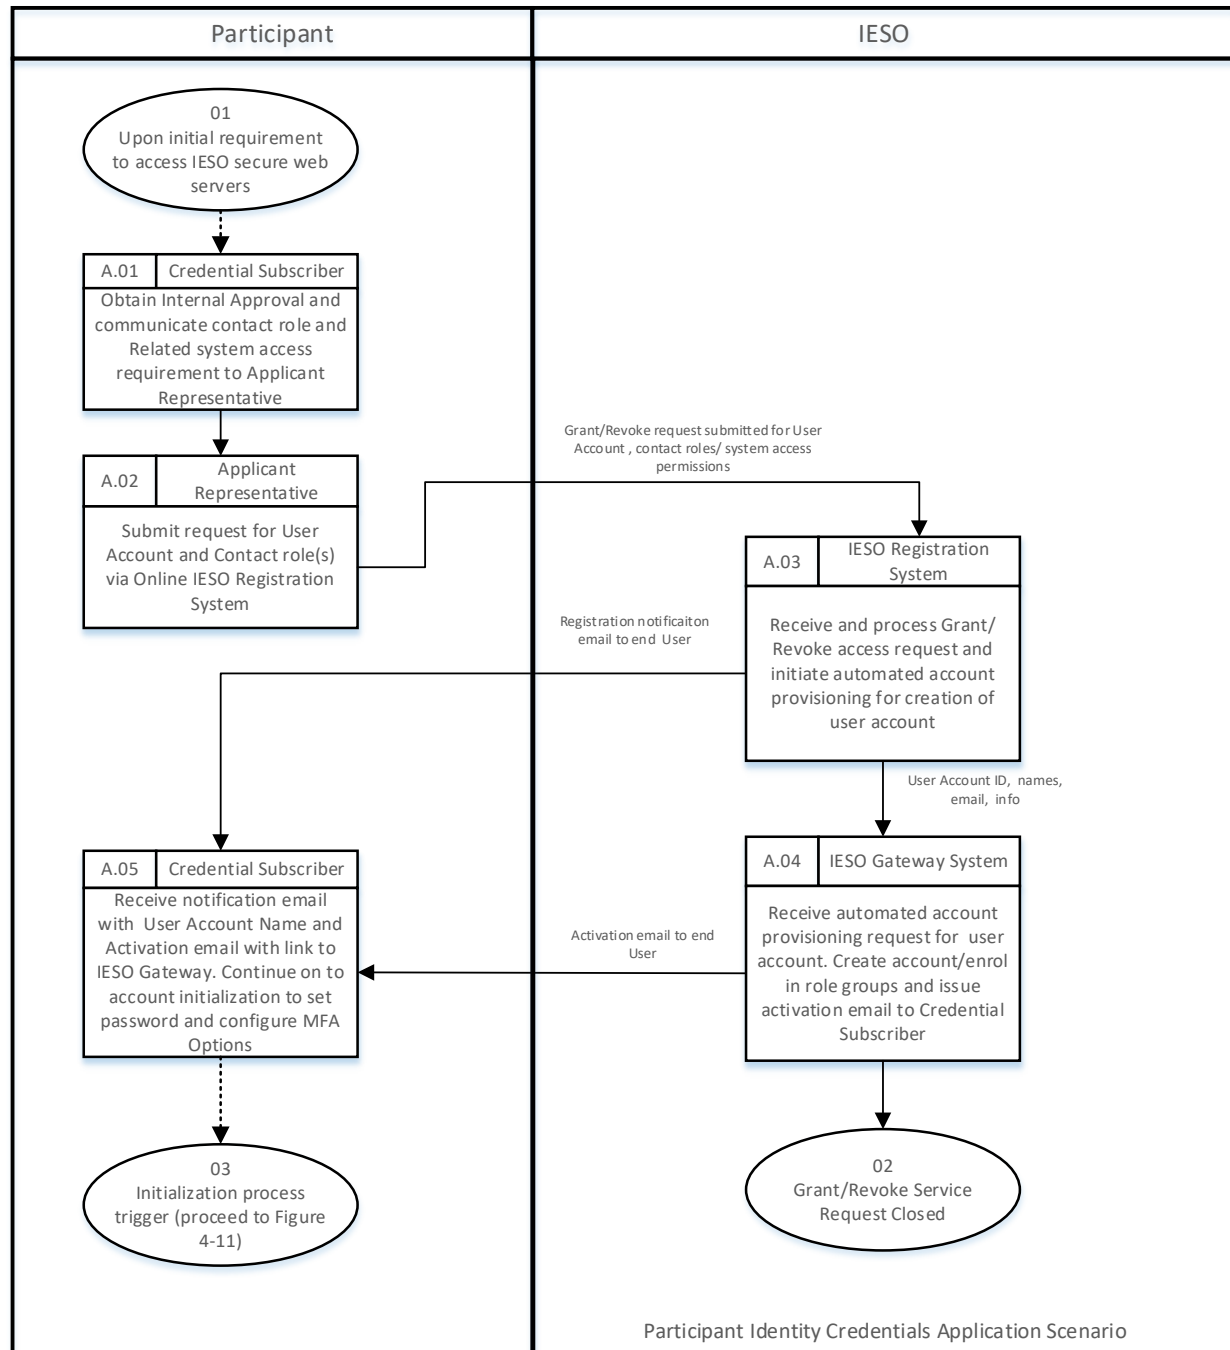 Participant
IESO
01
Upon initial requirement
to access IESO secure web
servers
A.01
Credential Subscriber
Obtain Internal Approval and
communicate contact role and
Related system access
requirement to Applicant
Representative
A.02
Applicant
Representative
Submit request for User
Account and Contact role(s)
via Online IESO Registration
System
Grant/Revoke request submitted for User
Account , contact roles/ system access
permissions
A.03
IESO Registration
System
Receive and process Grant/
Revoke access request and
initiate automated account
provisioning for creation of
user account
Registration notificaiton
email to end User
User Account ID, names,
email, info
A.04
IESO Gateway System
Receive automated account
provisioning request for user
account. Create account/enrol
in role groups and issue
activation email to Credential
Subscriber
Activation email to end
User
A.05
Credential Subscriber
Receive notification email
with User Account Name and
Activation email with link to
IESO Gateway. Continue on to
account initialization to set
password and configure MFA
Options
03
Initialization process
trigger (proceed to Figure
4-11)
02
Grant/Revoke Service
Request Closed
Participant Identity Credentials Application Scenario